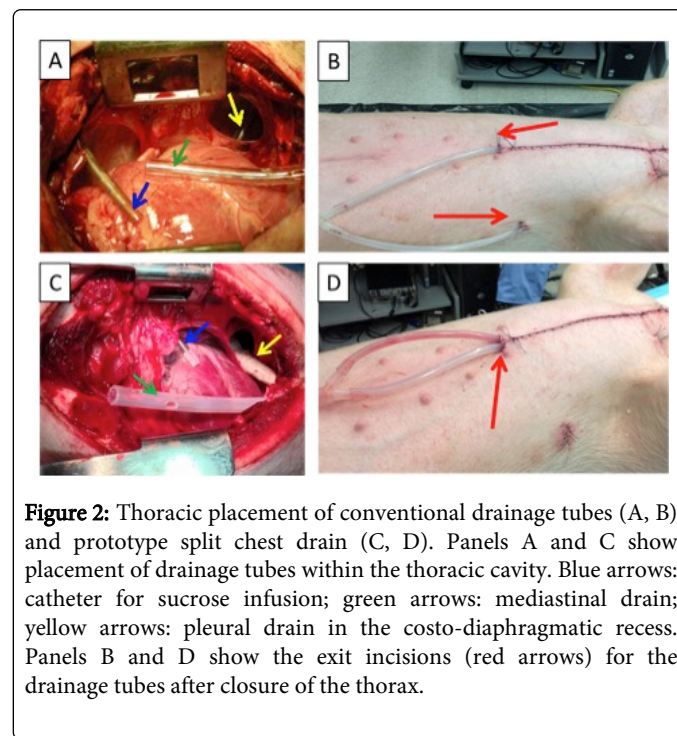 A
B
C
D
Figure 2: Thoracic placement of conventional drainage tubes (A, B)
and prototype split chest drain (C, D). Panels A and C show
placement of drainage tubes within the thoracic cavity. Blue arrows:
catheter for sucrose infusion; green arrows: mediastinal drain;
yellow arrows: pleural drain in the costo-diaphragmatic recess.
Panels B and D show the exit incisions (red arrows) for the
drainage tubes after closure of the thorax.